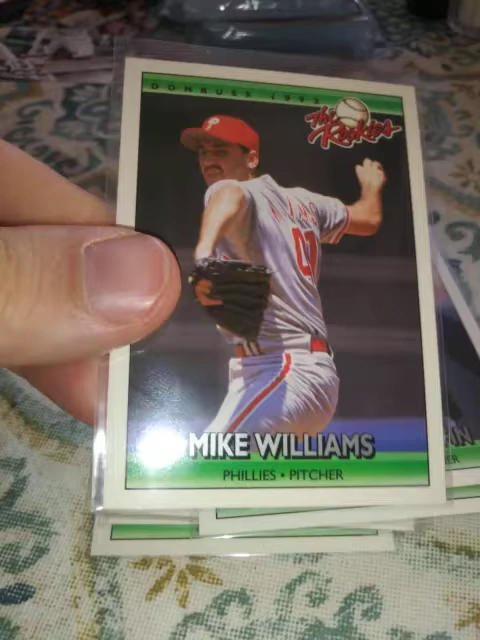 DONRUSS 1992
The
Rookies
P
MIKE WILLIAMS
PHILLIES • PITCHER